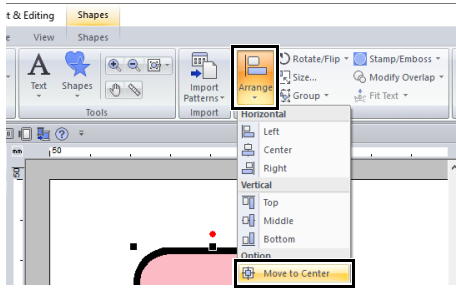 t & Editing Shapes
e View Shapes
Text Shapes
Tools
Import
Patterns
Import
Arrange
Rotate/Flip Stamp/Emboss
Size... Modify Overlap
Group Fit Text
mm 50
Horizontal
Left
Center
Right
Vertical
Top
Middle
Bottom
Option
Move to Center